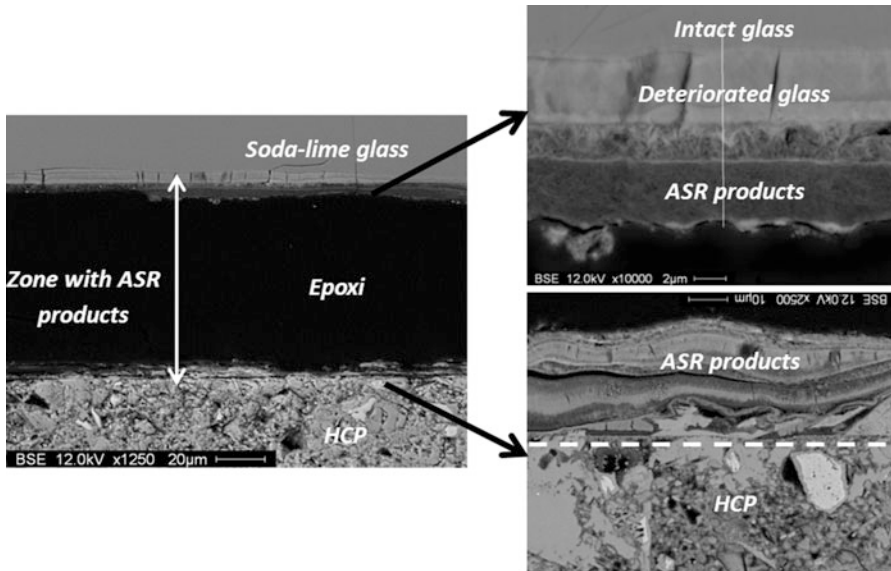 Soda-lime glass
Zone with ASR
products
Epoxi
HCP
BSE 12.0kV x1250 20µm
Intact glass
Deteriorated glass
ASR products
BSE 12.0kV x10000 2µm
BSE 12.0kV x2500 10µm
ASR products
HCP